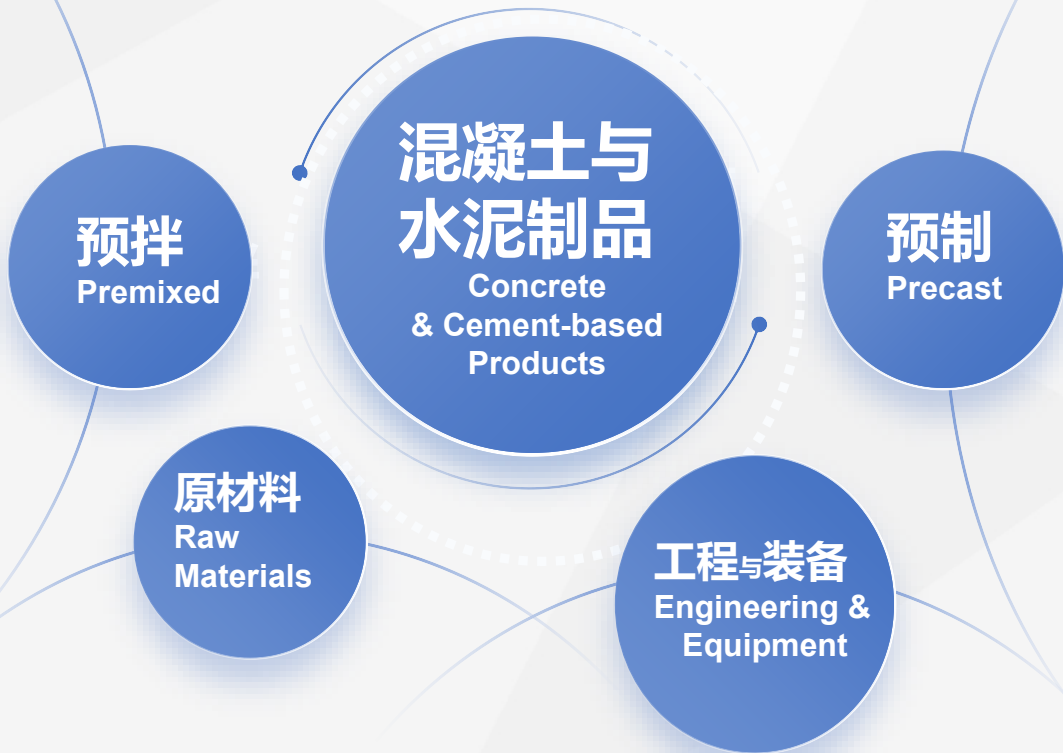 混凝土与
水泥制品
Concrete
& Cement-based
Products
预拌
Premixed
预制
Precast
原材料
Raw
Materials
工程与装备
Engineering &
Equipment